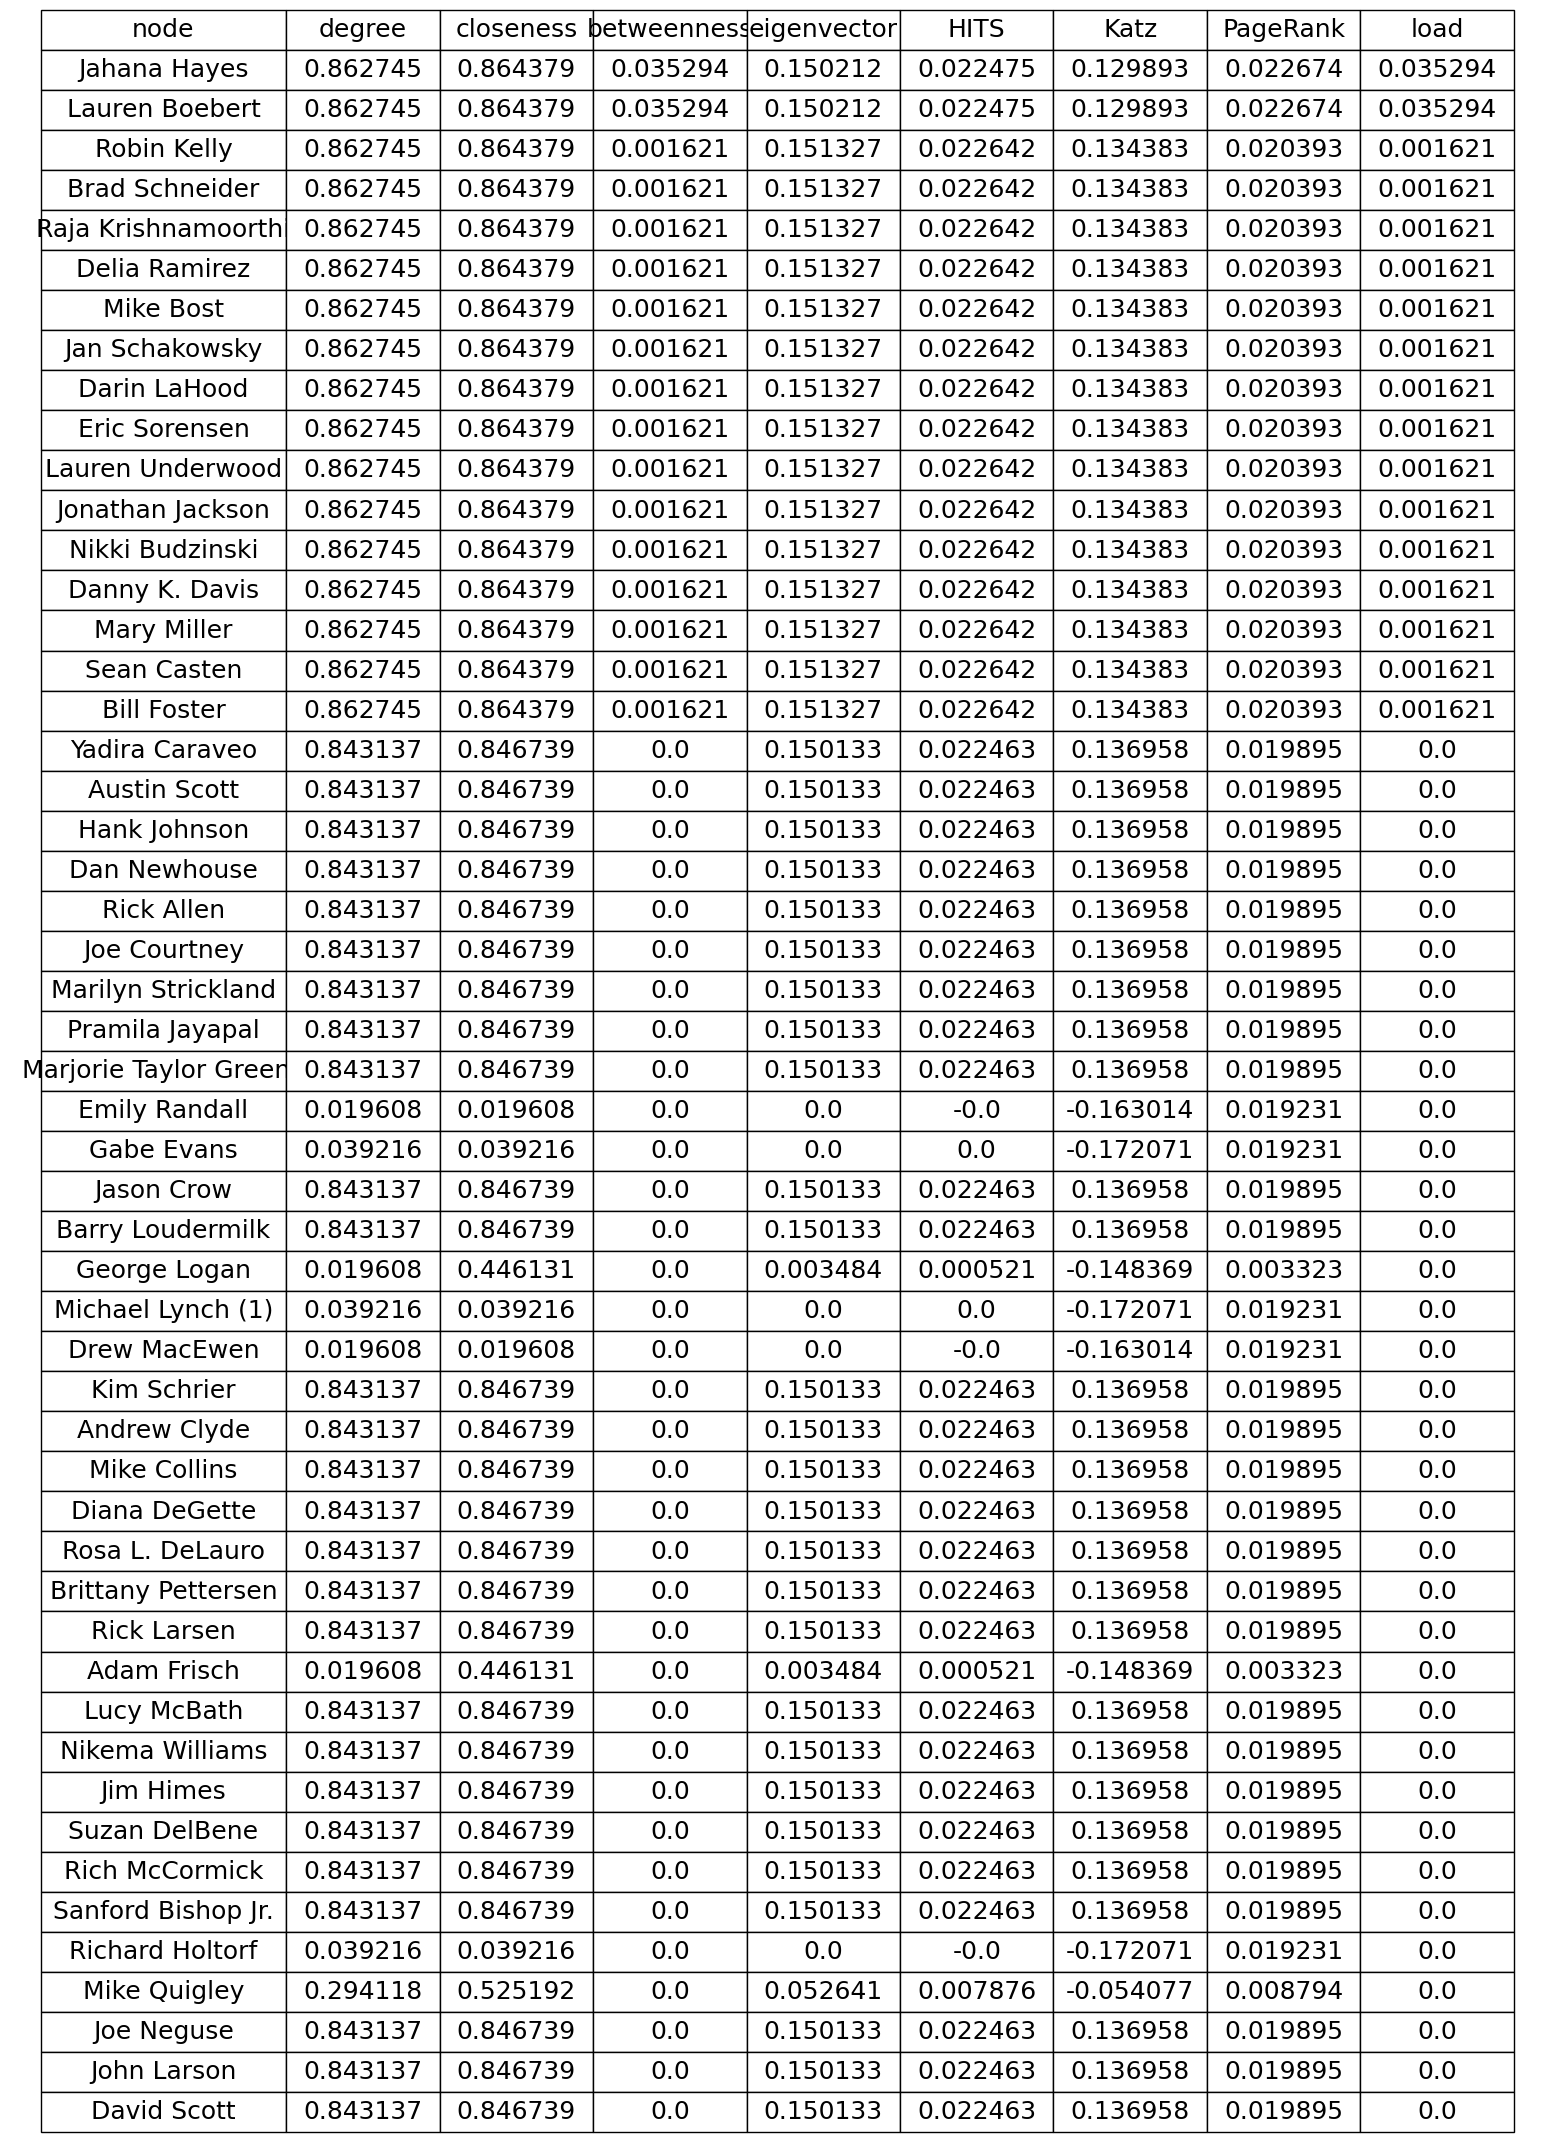 node degree closeness betweenness eigenvector HITS Katz PageRank load
Jahana Hayes 0.862745 0.864379 0.035294 0.150212 0.022475 0.129893 0.022674 0.035294
Lauren Boebert 0.862745 0.864379 0.035294 0.150212 0.022475 0.129893 0.022674 0.035294
Robin Kelly 0.862745 0.864379 0.001621 0.151327 0.022642 0.134383 0.020393 0.001621
Brad Schneider 0.862745 0.864379 0.001621 0.151327 0.022642 0.134383 0.020393 0.001621
Raja Krishnamoorthi 0.862745 0.864379 0.001621 0.151327 0.022642 0.134383 0.020393 0.001621
Delia Ramirez 0.862745 0.864379 0.001621 0.151327 0.022642 0.134383 0.020393 0.001621
Mike Bost 0.862745 0.864379 0.001621 0.151327 0.022642 0.134383 0.020393 0.001621
Jan Schakowsky 0.862745 0.864379 0.001621 0.151327 0.022642 0.134383 0.020393 0.001621
Darin LaHood 0.862745 0.864379 0.001621 0.151327 0.022642 0.134383 0.020393 0.001621
Eric Sorensen 0.862745 0.864379 0.001621 0.151327 0.022642 0.134383 0.020393 0.001621
Lauren Underwood 0.862745 0.864379 0.001621 0.151327 0.022642 0.134383 0.020393 0.001621
Jonathan Jackson 0.862745 0.864379 0.001621 0.151327 0.022642 0.134383 0.020393 0.001621
Nikki Budzinski 0.862745 0.864379 0.001621 0.151327 0.022642 0.134383 0.020393 0.001621
Danny K. Davis 0.862745 0.864379 0.001621 0.151327 0.022642 0.134383 0.020393 0.001621
Mary Miller 0.862745 0.864379 0.001621 0.151327 0.022642 0.134383 0.020393 0.001621
Sean Casten 0.862745 0.864379 0.001621 0.151327 0.022642 0.134383 0.020393 0.001621
Bill Foster 0.862745 0.864379 0.001621 0.151327 0.022642 0.134383 0.020393 0.001621
Yadira Caraveo 0.843137 0.846739 0.0 0.150133 0.022463 0.136958 0.019895 0.0
Austin Scott 0.843137 0.846739 0.0 0.150133 0.022463 0.136958 0.019895 0.0
Hank Johnson 0.843137 0.846739 0.0 0.150133 0.022463 0.136958 0.019895 0.0
Dan Newhouse 0.843137 0.846739 0.0 0.150133 0.022463 0.136958 0.019895 0.0
Rick Allen 0.843137 0.846739 0.0 0.150133 0.022463 0.136958 0.019895 0.0
Joe Courtney 0.843137 0.846739 0.0 0.150133 0.022463 0.136958 0.019895 0.0
Marilyn Strickland 0.843137 0.846739 0.0 0.150133 0.022463 0.136958 0.019895 0.0
Pramila Jayapal 0.843137 0.846739 0.0 0.150133 0.022463 0.136958 0.019895 0.0
Marjorie Taylor Green 0.843137 0.846739 0.0 0.150133 0.022463 0.136958 0.019895 0.0
Emily Randall 0.019608 0.019608 0.0 0.0 -0.0 -0.163014 0.019231 0.0
Gabe Evans 0.039216 0.039216 0.0 0.0 0.0 -0.172071 0.019231 0.0
Jason Crow 0.843137 0.846739 0.0 0.150133 0.022463 0.136958 0.019895 0.0
Barry Loudermilk 0.843137 0.846739 0.0 0.150133 0.022463 0.136958 0.019895 0.0
George Logan 0.019608 0.446131 0.0 0.003484 0.000521 -0.148369 0.003323 0.0
Michael Lynch (1) 0.039216 0.039216 0.0 0.0 0.0 -0.172071 0.019231 0.0
Drew MacEwen 0.019608 0.019608 0.0 0.0 -0.0 -0.163014 0.019231 0.0
Kim Schrier 0.843137 0.846739 0.0 0.150133 0.022463 0.136958 0.019895 0.0
Andrew Clyde 0.843137 0.846739 0.0 0.150133 0.022463 0.136958 0.019895 0.0
Mike Collins 0.843137 0.846739 0.0 0.150133 0.022463 0.136958 0.019895 0.0
Diana DeGette 0.843137 0.846739 0.0 0.150133 0.022463 0.136958 0.019895 0.0
Rosa L. DeLauro 0.843137 0.846739 0.0 0.150133 0.022463 0.136958 0.019895 0.0
Brittany Pettersen 0.843137 0.846739 0.0 0.150133 0.022463 0.136958 0.019895 0.0
Rick Larsen 0.843137 0.846739 0.0 0.150133 0.022463 0.136958 0.019895 0.0
Adam Frisch 0.019608 0.446131 0.0 0.003484 0.000521 -0.148369 0.003323 0.0
Lucy McBath 0.843137 0.846739 0.0 0.150133 0.022463 0.136958 0.019895 0.0
Nikema Williams 0.843137 0.846739 0.0 0.150133 0.022463 0.136958 0.019895 0.0
Jim Himes 0.843137 0.846739 0.0 0.150133 0.022463 0.136958 0.019895 0.0
Suzan DelBene 0.843137 0.846739 0.0 0.150133 0.022463 0.136958 0.019895 0.0
Rich McCormick 0.843137 0.846739 0.0 0.150133 0.022463 0.136958 0.019895 0.0
Sanford Bishop Jr. 0.843137 0.846739 0.0 0.150133 0.022463 0.136958 0.019895 0.0
Richard Holtorf 0.039216 0.039216 0.0 0.0 -0.0 -0.172071 0.019231 0.0
Mike Quigley 0.294118 0.525192 0.0 0.052641 0.007876 -0.054077 0.008794 0.0
Joe Neguse 0.843137 0.846739 0.0 0.150133 0.022463 0.136958 0.019895 0.0
John Larson 0.843137 0.846739 0.0 0.150133 0.022463 0.136958 0.019895 0.0
David Scott 0.843137 0.846739 0.0 0.150133 0.022463 0.136958 0.019895 0.0